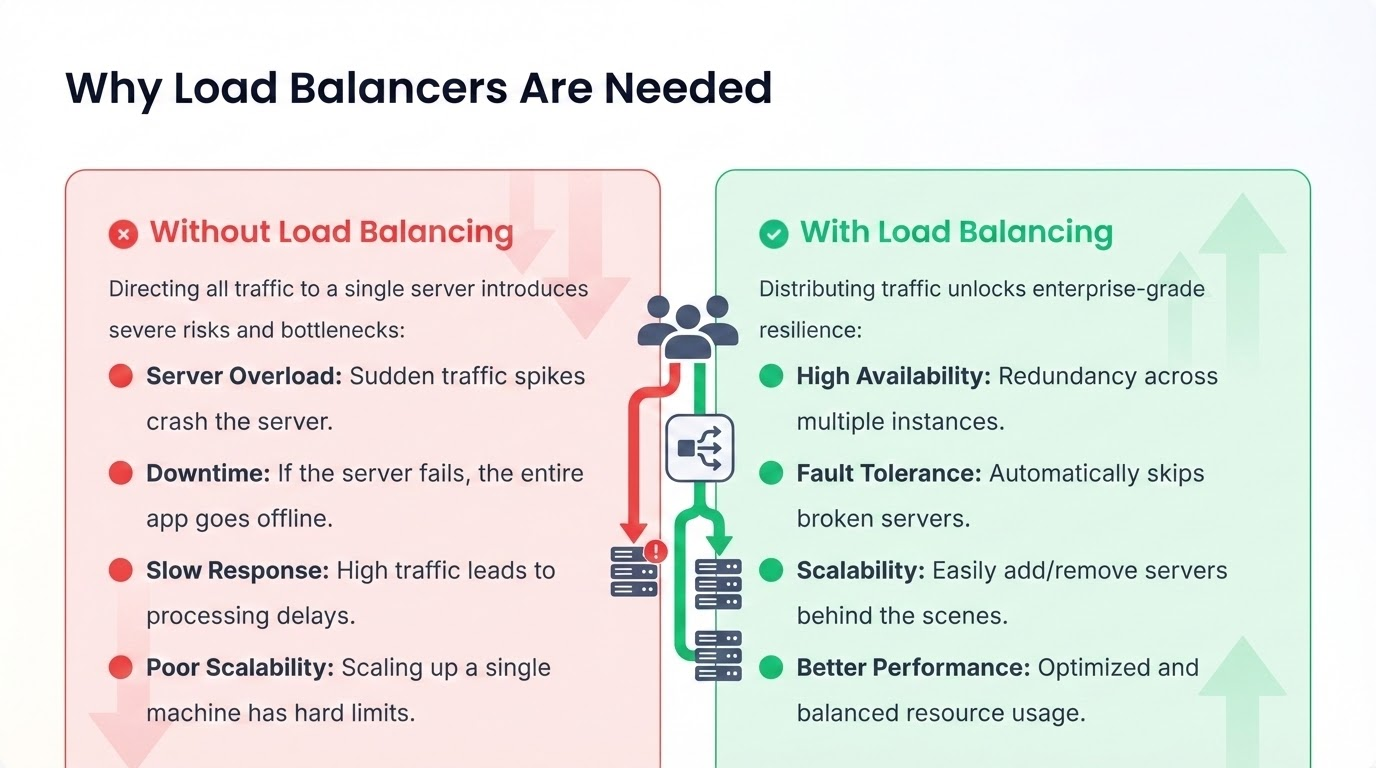 Why Load Balancers Are Needed
Without Load Balancing
Directing all traffic to a single server introduces
severe risks and bottlenecks:
Server Overload: Sudden traffic spikes
crash the server.
Downtime: If the server fails, the entire
app goes offline.
Slow Response: High traffic leads to
processing delays.
Poor Scalability: Scaling up a single
machine has hard limits.
With Load Balancing
Distributing traffic unlocks enterprise-grade
resilience:
High Availability: Redundancy across
multiple instances.
Fault Tolerance: Automatically skips
broken servers.
Scalability: Easily add/remove servers
behind the scenes.
Better Performance: Optimized and
balanced resource usage.